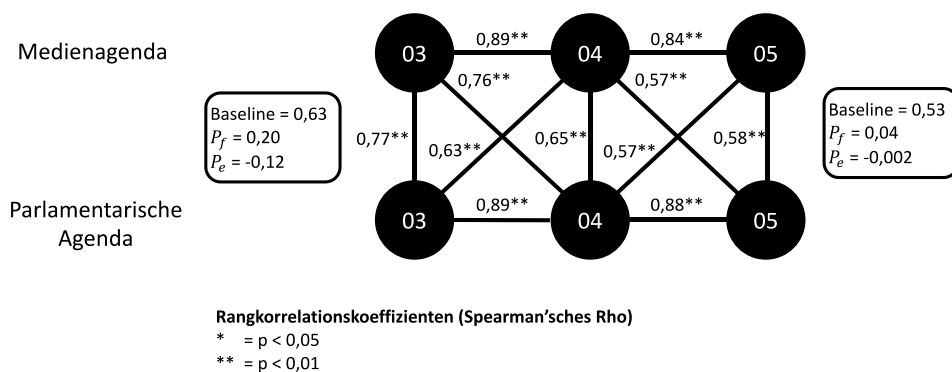 Medienagenda
03
0,89**
04
0,84**
05
0,76**
0,57**
Baseline = 0,63
P_f = 0,20
P_e = -0,12
0,77**
0,63**
0,65**
0,57**
0,58**
Baseline = 0,53
P_f = 0,04
P_e = -0,002
Parlamentarische
Agenda
03
0,89**
04
0,88**
05
Rangkorrelationskoeffizienten (Spearman’sches Rho)
* = p < 0,05
** = p < 0,01